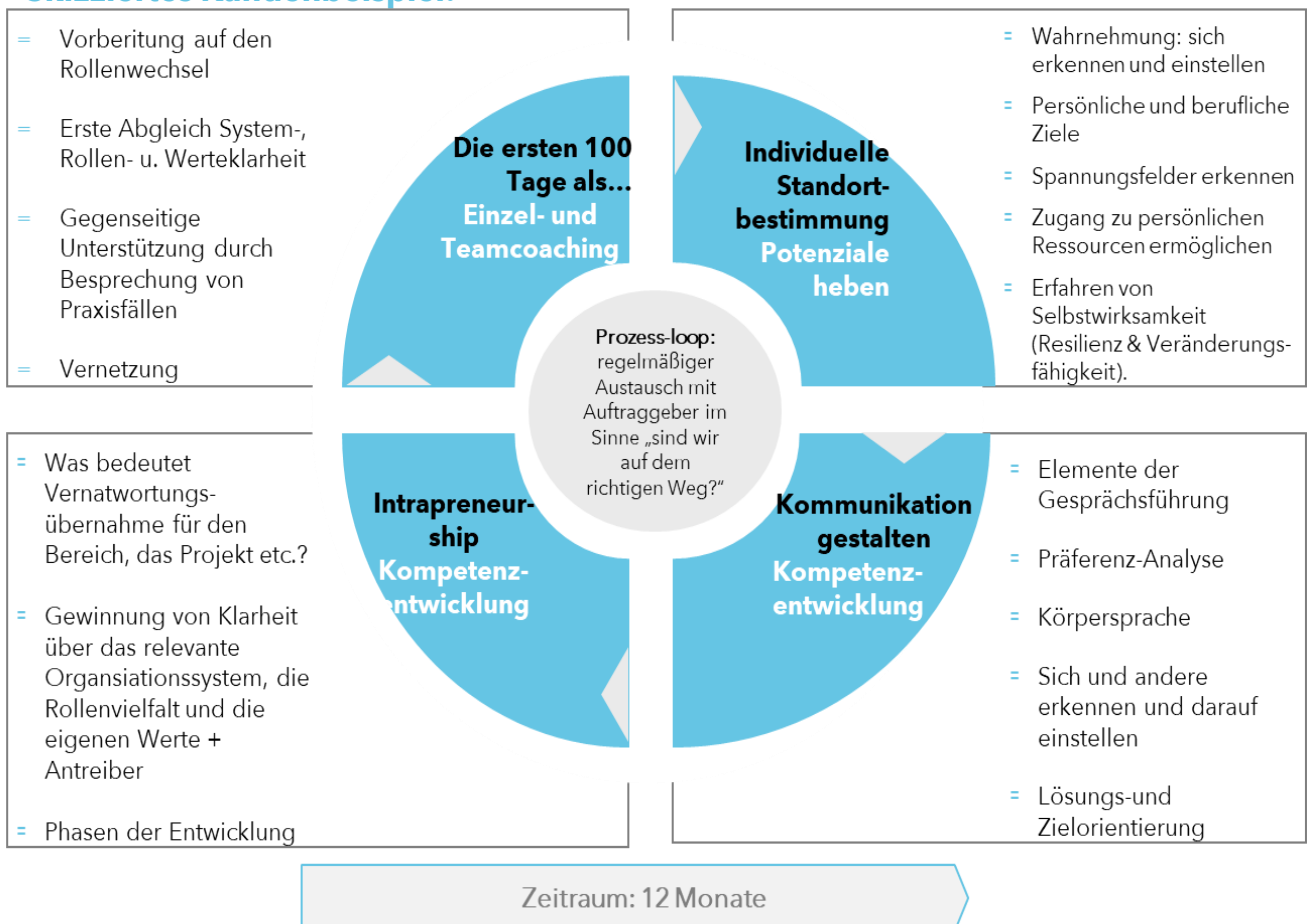 Vorberitung auf den
Rollenwechsel
= Erste Abgleich System-,
Rollen- u. Werteklarheit
= Gegenseitige
Unterstützung durch
Besprechung von
Praxisfällen
= Vernetzung
Die ersten 100
Tage als...
Einzel- und
Teamcoaching
Individuelle
Standort-
bestimmung
Potenziale
heben
= Wahrnehmung: sich
erkennen und einstellen
= Persönliche und berufliche
Ziele
= Spannungsfelder erkennen
= Zugang zu persönlichen
Ressourcen ermöglichen
= Erfahren von
Selbstwirksamkeit
(Resilienz & Veränderungs-
fähigkeit).
Prozess-loop:
regelmäßiger
Austausch mit
Auftraggeber im
Sinne „sind wir
auf dem
richtigen Weg?“
= Was bedeutet
Vernatwortungs-
übernahme für den
Bereich, das Projekt etc.?
= Gewinnung von Klarheit
über das relevante
Organsiationssystem, die
Rollenvielfalt und die
eigenen Werte +
Antreiber
= Phasen der Entwicklung
Intrapreneur-
ship
Kompetenz-
entwicklung
Kommunikation
gestalten
Kompetenz-
entwicklung
= Elemente der
Gesprächsführung
= Präferenz-Analyse
= Körpersprache
= Sich und andere
erkennen und darauf
einstellen
= Lösungs-und
Zielorientierung
Zeitraum: 12 Monate